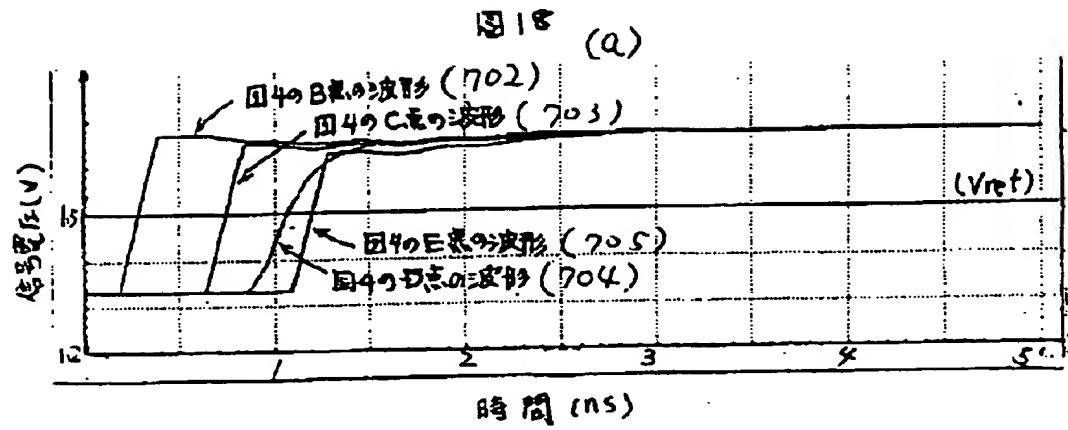 図18
(a)
図4のB点の波形 (702)
図4のC点の波形 (703)
信号電圧(V)
1.5
(Vref)
図4のE点の波形 (705)
図4のD点の波形 (704)
1.2
1
2
3
4
5
時間 (ns)